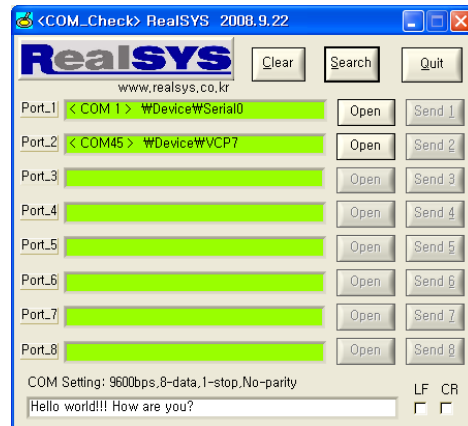 <COM_Check> RealSYS 2008.9.22
RealSYS
www.realsys.co.kr
Clear
Search
Quit
Port_1 < COM 1 > ₩Device₩Serial0 Open Send 1
Port_2 < COM45 > ₩Device₩VCP7 Open Send 2
Port_3 Open Send 3
Port_4 Open Send 4
Port_5 Open Send 5
Port_6 Open Send 6
Port_7 Open Send 7
Port_8 Open Send 8
COM Setting: 9600bps,8-data,1-stop,No-parity
LF CR
Hello world!!! How are you?